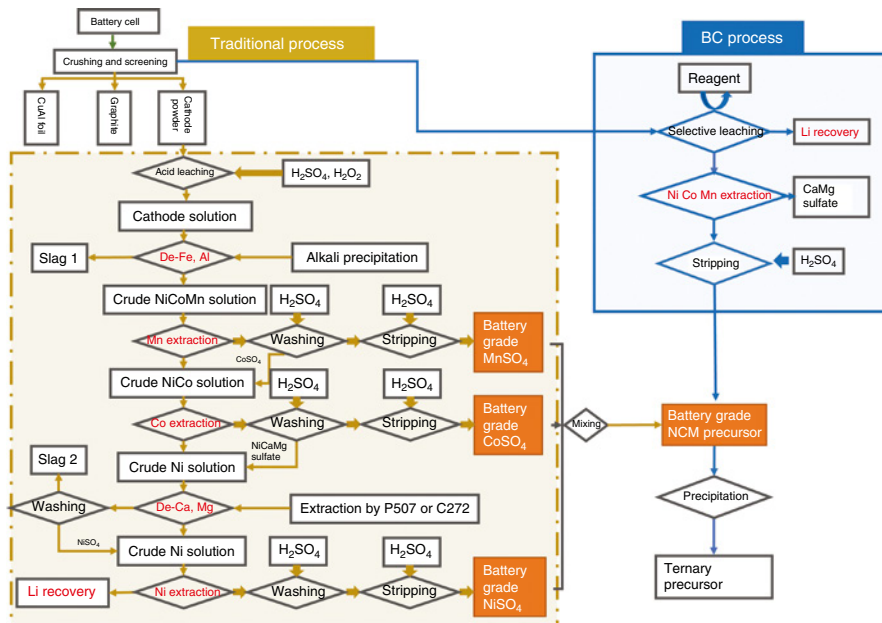 Battery cell
Traditional process
BC process
Crushing and screening
Reagent
CuAl foil
Graphite
Cathode
powder
Selective leaching
Li recovery
Acid leaching
H₂SO₄, H₂O₂
Ni Co Mn extraction
CaMg
sulfate
Cathode solution
Slag 1
De-Fe, Al
Alkali precipitation
Stripping
H₂SO₄
Crude NiCoMn solution
H₂SO₄
H₂SO₄
Mn extraction
Washing
Stripping
Battery
grade
MnSO₄
CoSO₄
Crude NiCo solution
H₂SO₄
H₂SO₄
Co extraction
Washing
Stripping
Battery
grade
CoSO₄
Mixing
Battery grade
NCM precursor
NiCaMg
sulfate
Slag 2
Crude Ni solution
Washing
De-Ca, Mg
Extraction by P507 or C272
Precipitation
NiSO₄
Crude Ni solution
H₂SO₄
H₂SO₄
Li recovery
Ni extraction
Washing
Stripping
Battery
grade
NiSO₄
Ternary
precursor